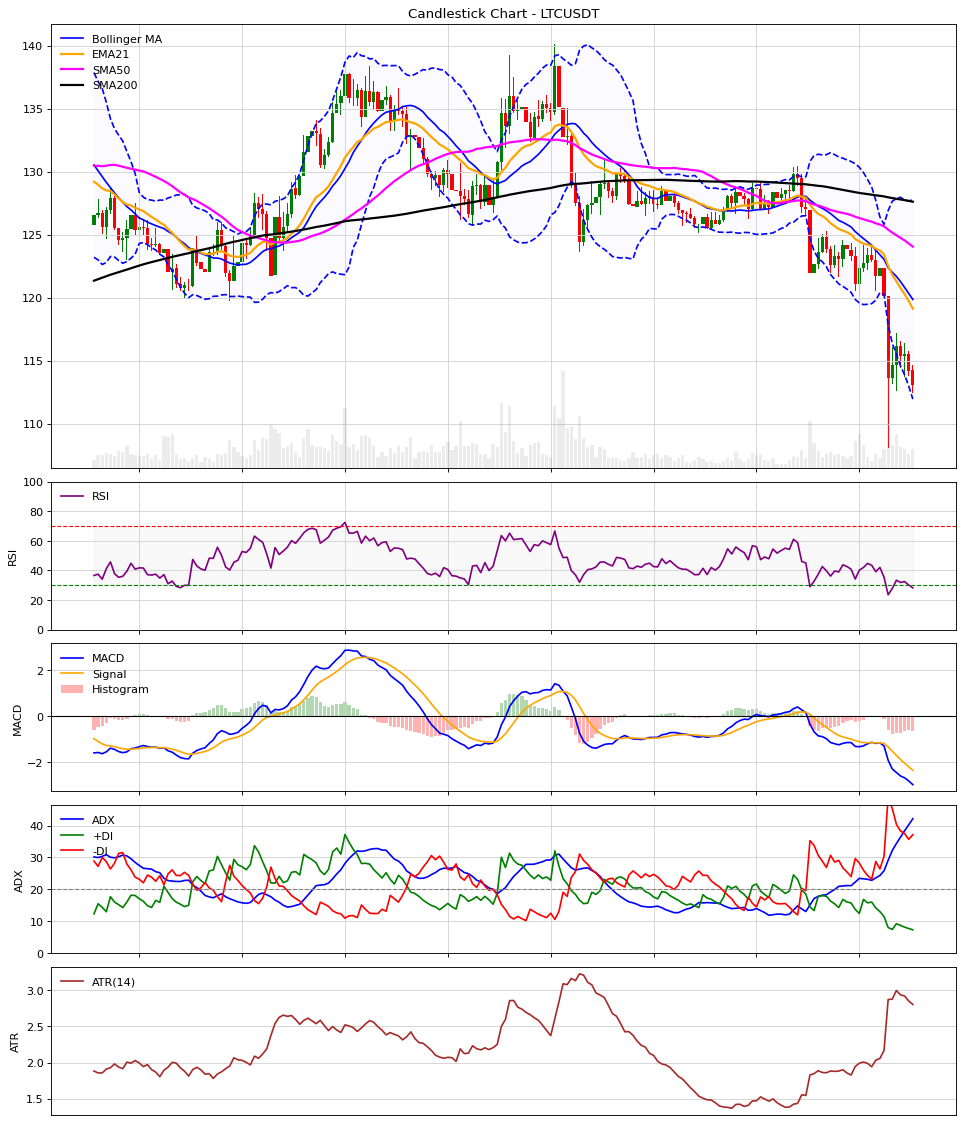 Candlestick Chart - LTCUSDT
140
135
130
125
120
115
110
Bollinger MA
EMA21
SMA50
SMA200
100
80
60
40
20
0
RSI
RSI
2
0
−2
MACD
MACD
Signal
Histogram
40
30
20
10
0
ADX
ADX
+DI
-DI
3.0
2.5
2.0
1.5
ATR
ATR(14)